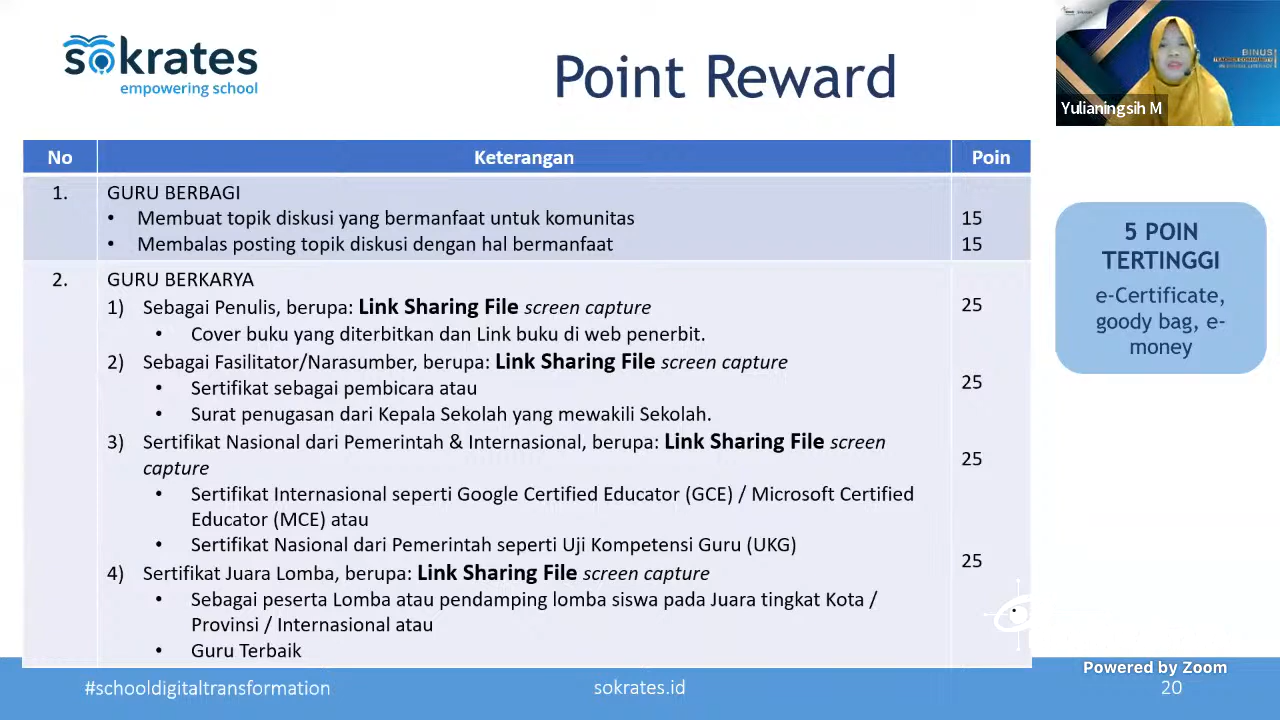 sokrates
empowering school
Point Reward
Yulianingsih M
BINUS
TEACHER COMMUNITY
No Keterangan Poin
1. GURU BERBAGI
• Membuat topik diskusi yang bermanfaat untuk komunitas 15
• Membalas posting topik diskusi dengan hal bermanfaat 15
2. GURU BERKARYA
1) Sebagai Penulis, berupa: Link Sharing File screen capture 25
• Cover buku yang diterbitkan dan Link buku di web penerbit.
2) Sebagai Fasilitator/Narasumber, berupa: Link Sharing File screen capture
• Sertifikat sebagai pembicara atau 25
• Surat penugasan dari Kepala Sekolah yang mewakili Sekolah.
3) Sertifikat Nasional dari Pemerintah & Internasional, berupa: Link Sharing File screen
capture 25
• Sertifikat Internasional seperti Google Certified Educator (GCE) / Microsoft Certified
Educator (MCE) atau
• Sertifikat Nasional dari Pemerintah seperti Uji Kompetensi Guru (UKG)
4) Sertifikat Juara Lomba, berupa: Link Sharing File screen capture 25
• Sebagai peserta Lomba atau pendamping lomba siswa pada Juara tingkat Kota /
Provinsi / Internasional atau
• Guru Terbaik
5 POIN
TERTINGGI
e-Certificate,
goody bag, e-
money
Powered by Zoom
#schooldigitaltransformation sokrates.id 20